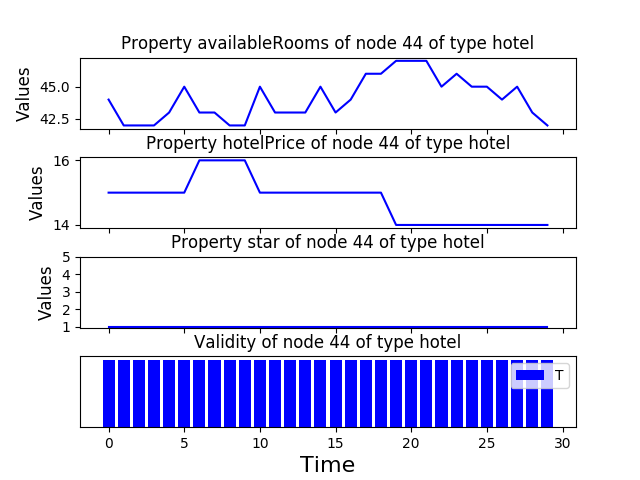 Property availableRooms of node 44 of type hotel
45.0
42.5
Values
Property hotelPrice of node 44 of type hotel
16
14
Values
Property star of node 44 of type hotel
5
4
3
2
1
Values
Validity of node 44 of type hotel
T
0 5 10 15 20 25 30
Time